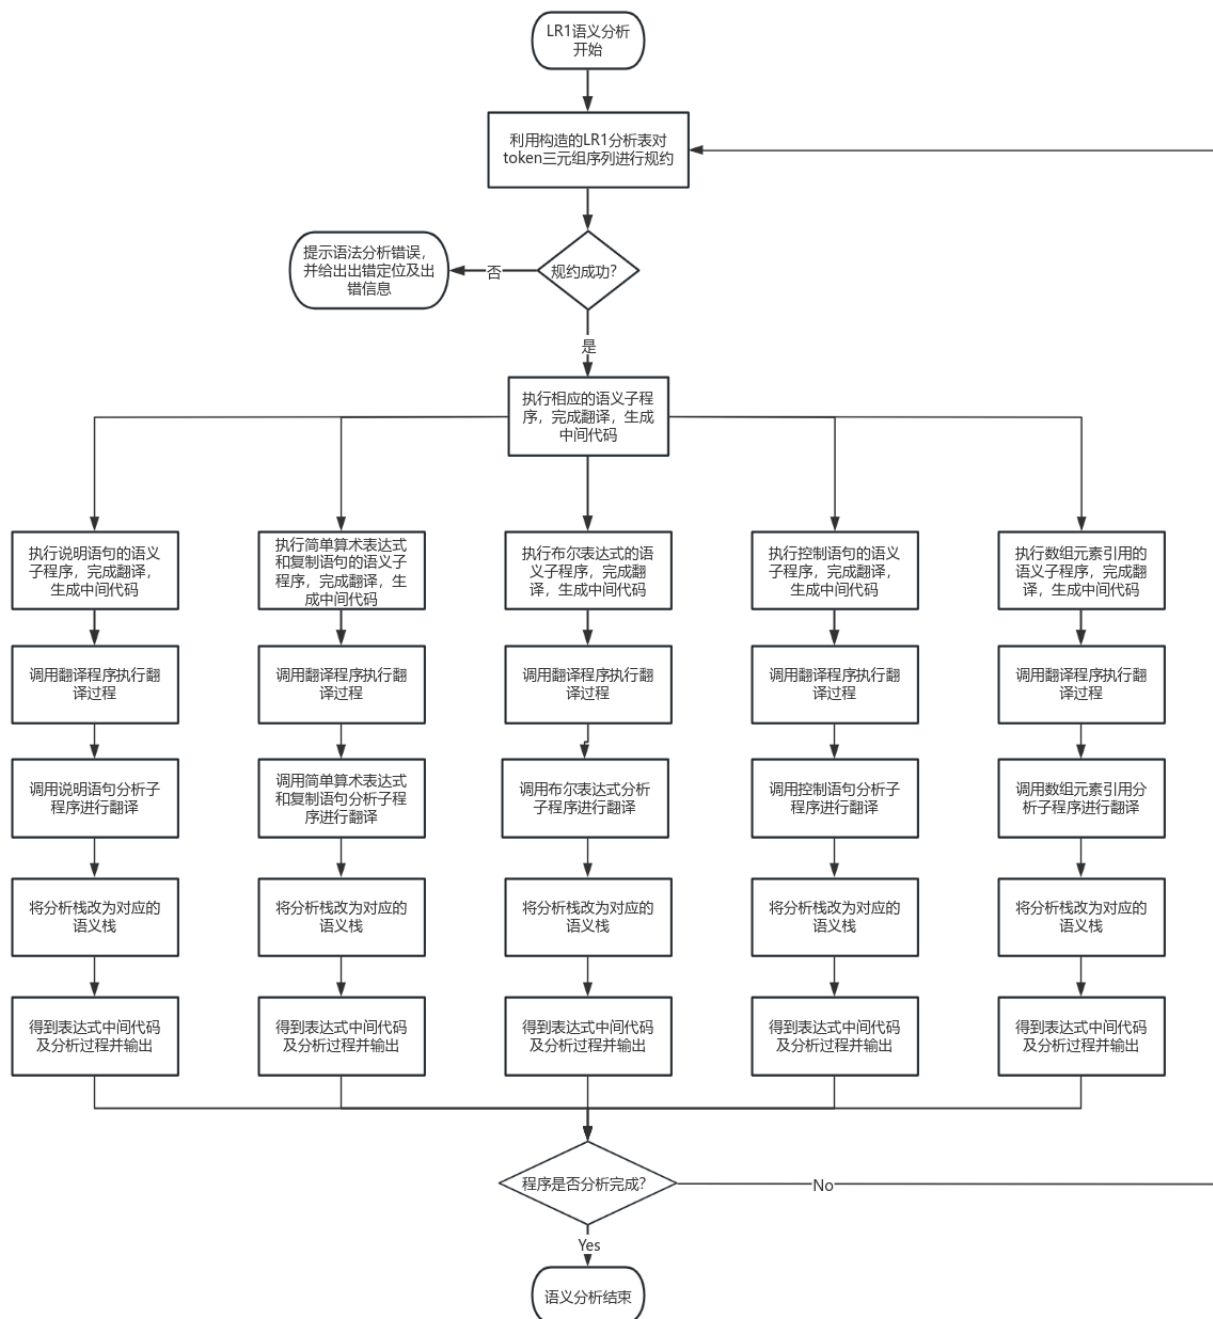 LR1语义分析
开始
利用构造的LR1分析表对
token三元组序列进行规约
规约成功?
否
提示语法分析错误，
并给出出错定位及出
错信息
是
执行相应的语义子程
序，完成翻译，生成
中间代码
执行说明语句的语义
子程序，完成翻译，
生成中间代码
执行简单算术表达式
和复制语句的语义子
程序，完成翻译，生
成中间代码
执行布尔表达式的语
义子程序，完成翻
译，生成中间代码
执行控制语句的语义
子程序，完成翻译，
生成中间代码
执行数组元素引用的
语义子程序，完成翻
译，生成中间代码
调用翻译程序执行翻
译过程
调用翻译程序执行翻
译过程
调用翻译程序执行翻
译过程
调用翻译程序执行翻
译过程
调用翻译程序执行翻
译过程
调用说明语句分析子
程序进行翻译
调用简单算术表达式
和复制语句分析子程
序进行翻译
调用布尔表达式分析
子程序进行翻译
调用控制语句分析子
程序进行翻译
调用数组元素引用分
析子程序进行翻译
将分析栈改为对应的
语义栈
将分析栈改为对应的
语义栈
将分析栈改为对应的
语义栈
将分析栈改为对应的
语义栈
将分析栈改为对应的
语义栈
得到表达式中间代码
及分析过程并输出
得到表达式中间代码
及分析过程并输出
得到表达式中间代码
及分析过程并输出
得到表达式中间代码
及分析过程并输出
得到表达式中间代码
及分析过程并输出
程序是否分析完成?
No
Yes
语义分析结束